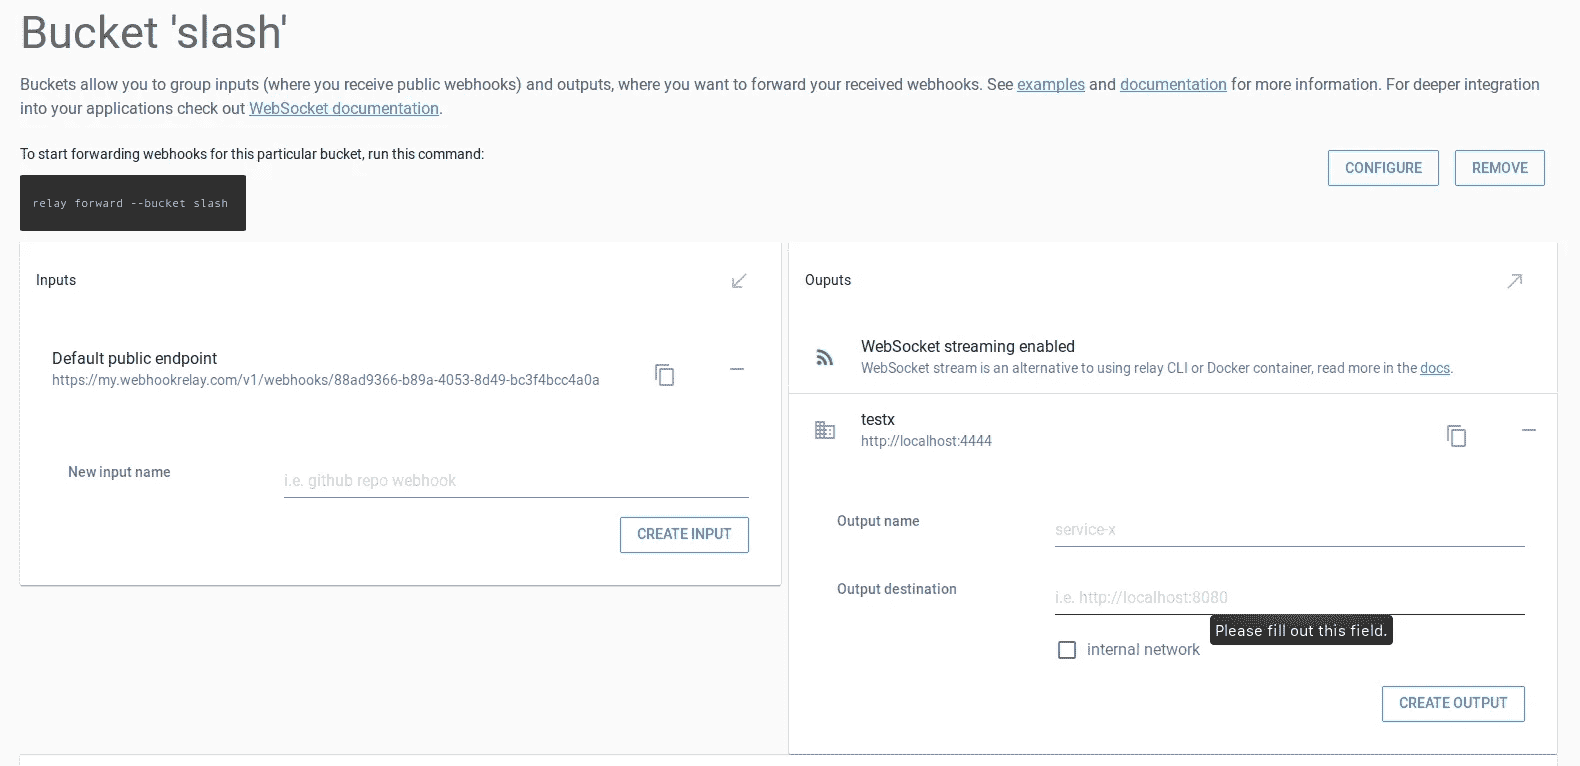 Bucket 'slash'
Buckets allow you to group inputs (where you receive public webhooks) and outputs, where you want to forward your received webhooks. See examples and documentation for more information. For deeper integration
into your applications check out WebSocket documentation.
To start forwarding webhooks for this particular bucket, run this command:
CONFIGURE
REMOVE
relay forward --bucket slash
Inputs
Default public endpoint
https://my.webhookrelay.com/v1/webhooks/88ad9366-b89a-4053-8d49-bc3f4bcc4a0a
New input name
i.e. github repo webhook
CREATE INPUT
Ouputs
WebSocket streaming enabled
WebSocket stream is an alternative to using relay CLI or Docker container, read more in the docs.
testx
http://localhost:4444
Output name
service-x
Output destination
i.e. http://localhost:8080
Please fill out this field.
internal network
CREATE OUTPUT